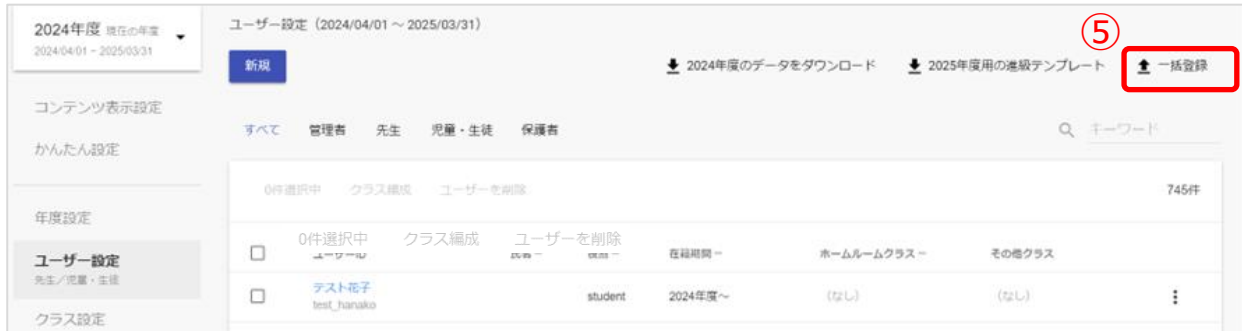 2024年度 現在の年度
2024/04/01 ~ 2025/03/31
コンテンツ表示設定
かんたん設定
年度設定
ユーザー設定
先生／児童・生徒
クラス設定
ユーザー設定（2024/04/01 ～ 2025/03/31）
⑤
新規
2024年度のデータをダウンロード
2025年度用の進級テンプレート
一括登録
すべて 管理者 先生 児童・生徒 保護者
キーワード
0件選択中 クラス編成 ユーザーを削除
745件
0件選択中 クラス編成 ユーザーを削除
ユーザーID 氏名 役割 在籍期間 ホームルームクラス その他クラス
テスト花子
test_hanako
student 2024年度～ （なし） （なし）